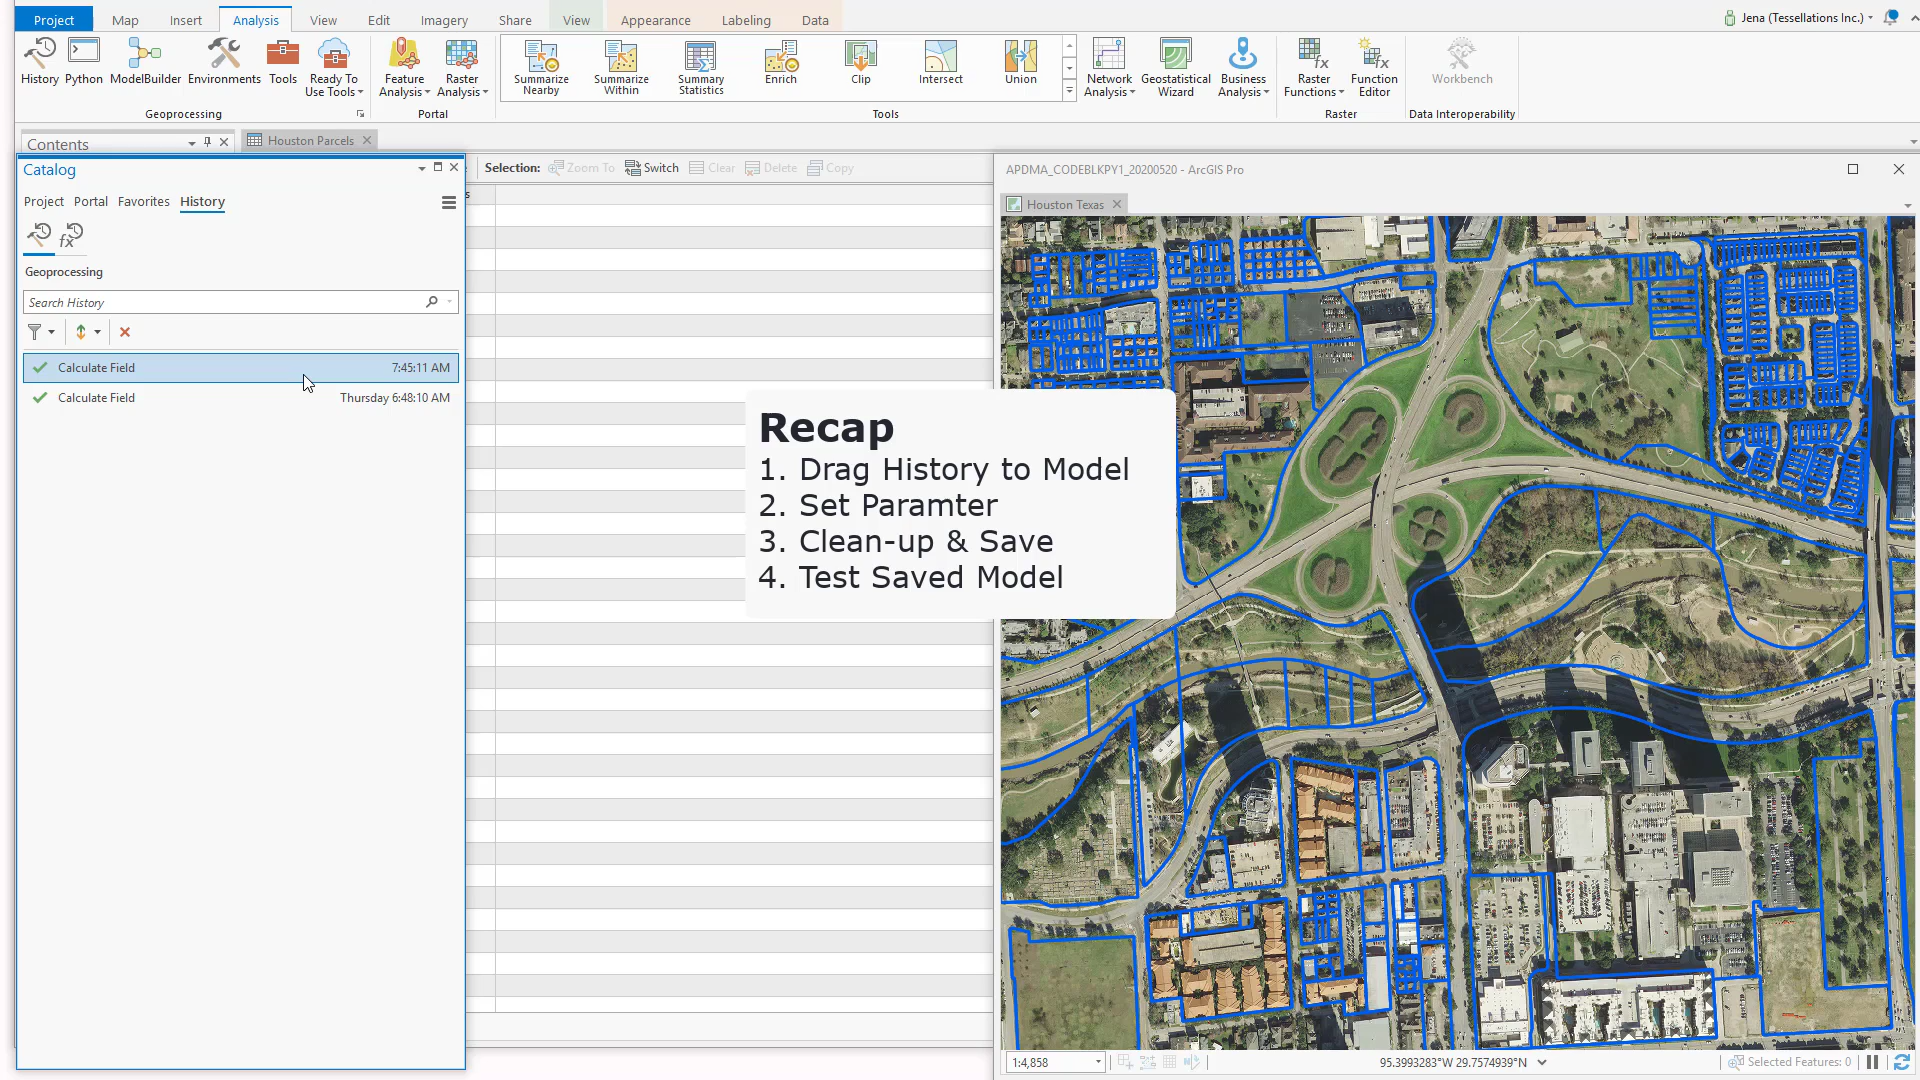 Project Map Insert Analysis View Edit Imagery Share View Appearance Labeling Data Jena (Tessellations Inc.)
History Python ModelBuilder Environments Tools Ready To Use Tools
Feature Analysis Raster Analysis
Summarize Nearby Summarize Within Summary Statistics Enrich Clip Intersect Union
Network Analysis Geostatistical Wizard Business Analysis
Raster Functions Function Editor Workbench
Geoprocessing Portal Tools Raster Data Interoperability
Contents Houston Parcels
Catalog
Selection: Zoom To Switch Clear Delete Copy
APDMA_CODEBLKPY1_20200520 - ArcGIS Pro
Project Portal Favorites History
Houston Texas
Geoprocessing
Search History
Calculate Field 7:45:11 AM
Calculate Field Thursday 6:48:10 AM
Recap
1. Drag History to Model
2. Set Paramter
3. Clean-up & Save
4. Test Saved Model
1:4,858 95.3993283°W 29.7574939°N Selected Features: 0